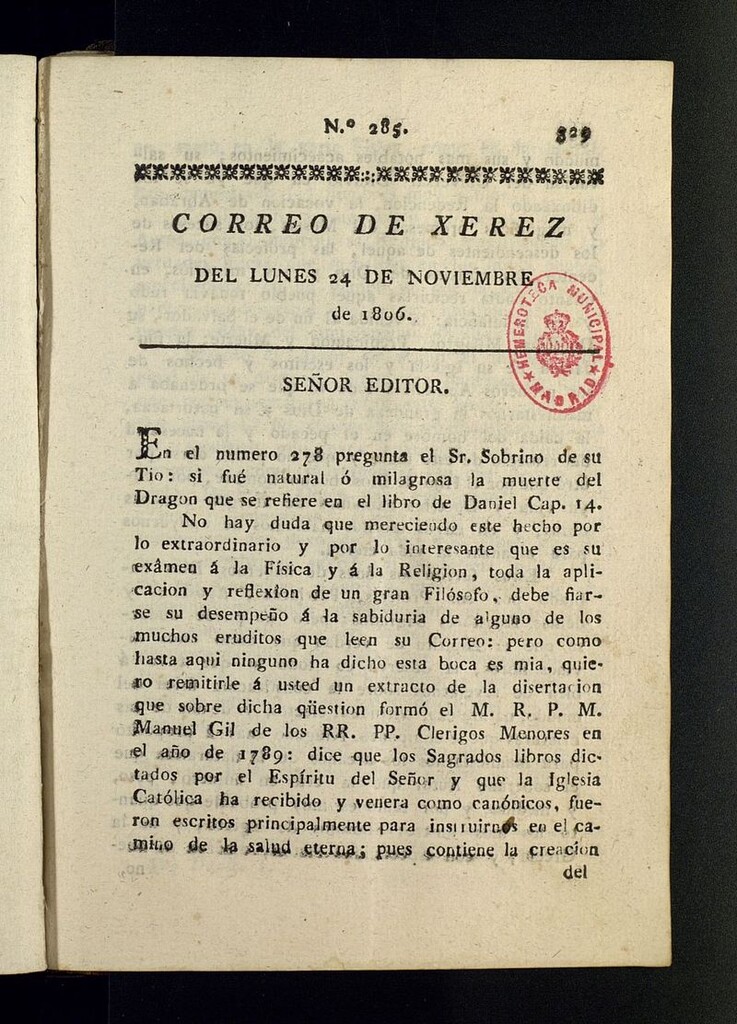 N.º 285.
329
CORREO DE XEREZ
DEL LUNES 24 DE NOVIEMBRE
de 1806.
HEMEROTECA MUNICIPAL
MADRID
SEÑOR EDITOR.
En el numero 278 pregunta el Sr. Sobrino de su
Tio: si fué natural ó milagrosa la muerte del
Dragon que se refiere en el libro de Daniel Cap. 14.
No hay duda que mereciendo este hecho por
lo extraordinario y por lo interesante que es su
exâmen á la Física y á la Religion, toda la apli-
cacion y reflexîon de un gran Filósofo, debe fiar-
se su desempeño á la sabiduria de alguno de los
muchos eruditos que leen su Correo: pero como
hasta aqui ninguno ha dicho esta boca es mia, quie-
ro remitirle á usted un extracto de la disertacion
que sobre dicha qüestion formó el M. R. P. M.
Manuel Gil de los RR. PP. Clerigos Menores en
el año de 1789: dice que los Sagrados libros dic-
tados por el Espíritu del Señor y que la Iglesia
Católica ha recibido y venera como canónicos, fue-
ron escritos principalmente para instruirnos en el ca-
mino de la salud eterna; pues contiene la creacion
del